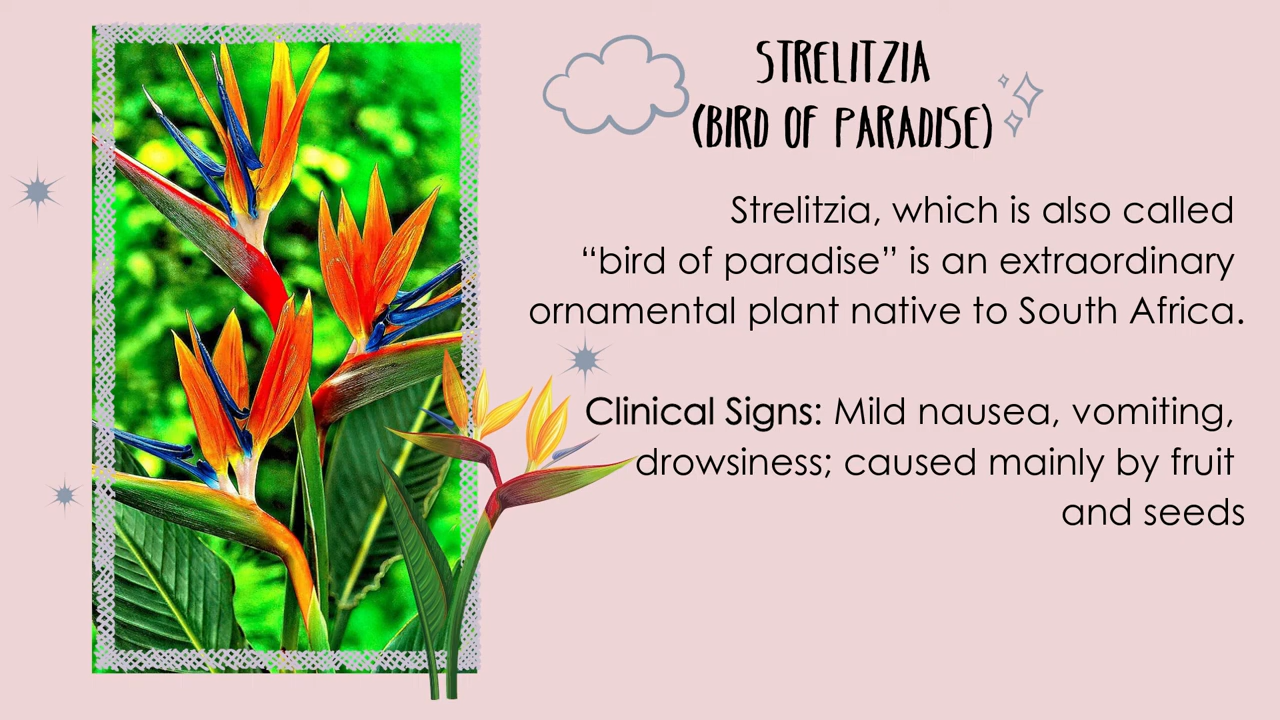 STRELITZIA
(BIRD OF PARADISE)
Strelitzia, which is also called
“bird of paradise” is an extraordinary
ornamental plant native to South Africa.
Clinical Signs: Mild nausea, vomiting,
drowsiness; caused mainly by fruit
and seeds